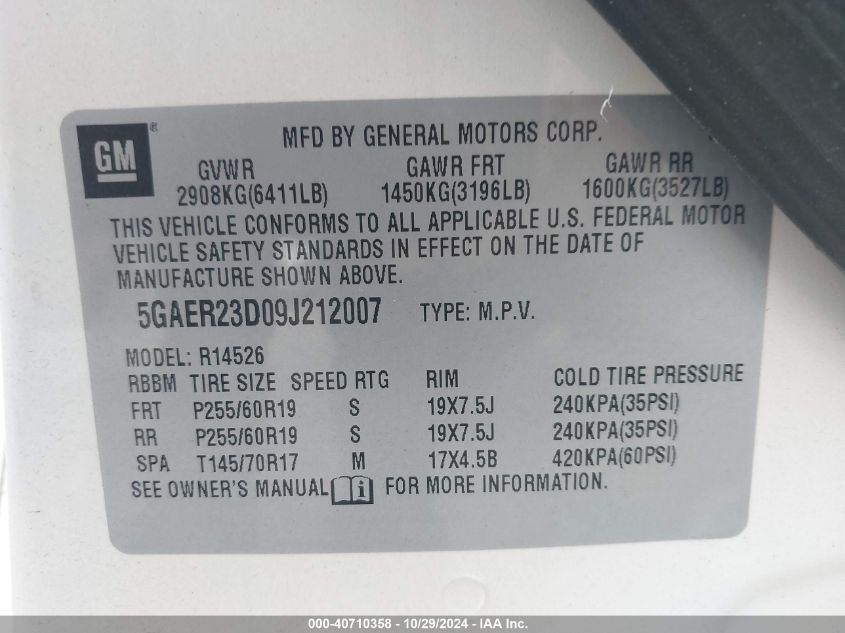 GM®
MFD BY GENERAL MOTORS CORP.
GVWR GAWR FRT GAWR RR
2908KG(6411LB) 1450KG(3196LB) 1600KG(3527LB)
THIS VEHICLE CONFORMS TO ALL APPLICABLE U.S. FEDERAL MOTOR
VEHICLE SAFETY STANDARDS IN EFFECT ON THE DATE OF
MANUFACTURE SHOWN ABOVE.
5GAER23D09J212007 TYPE: M.P.V.
MODEL: R14526
RBBM TIRE SIZE SPEED RTG RIM COLD TIRE PRESSURE
FRT P255/60R19 S 19X7.5J 240KPA(35PSI)
RR P255/60R19 S 19X7.5J 240KPA(35PSI)
SPA T145/70R17 M 17X4.5B 420KPA(60PSI)
SEE OWNER'S MANUAL i FOR MORE INFORMATION.
000-40710358 - 10/29/2024 - IAA Inc.